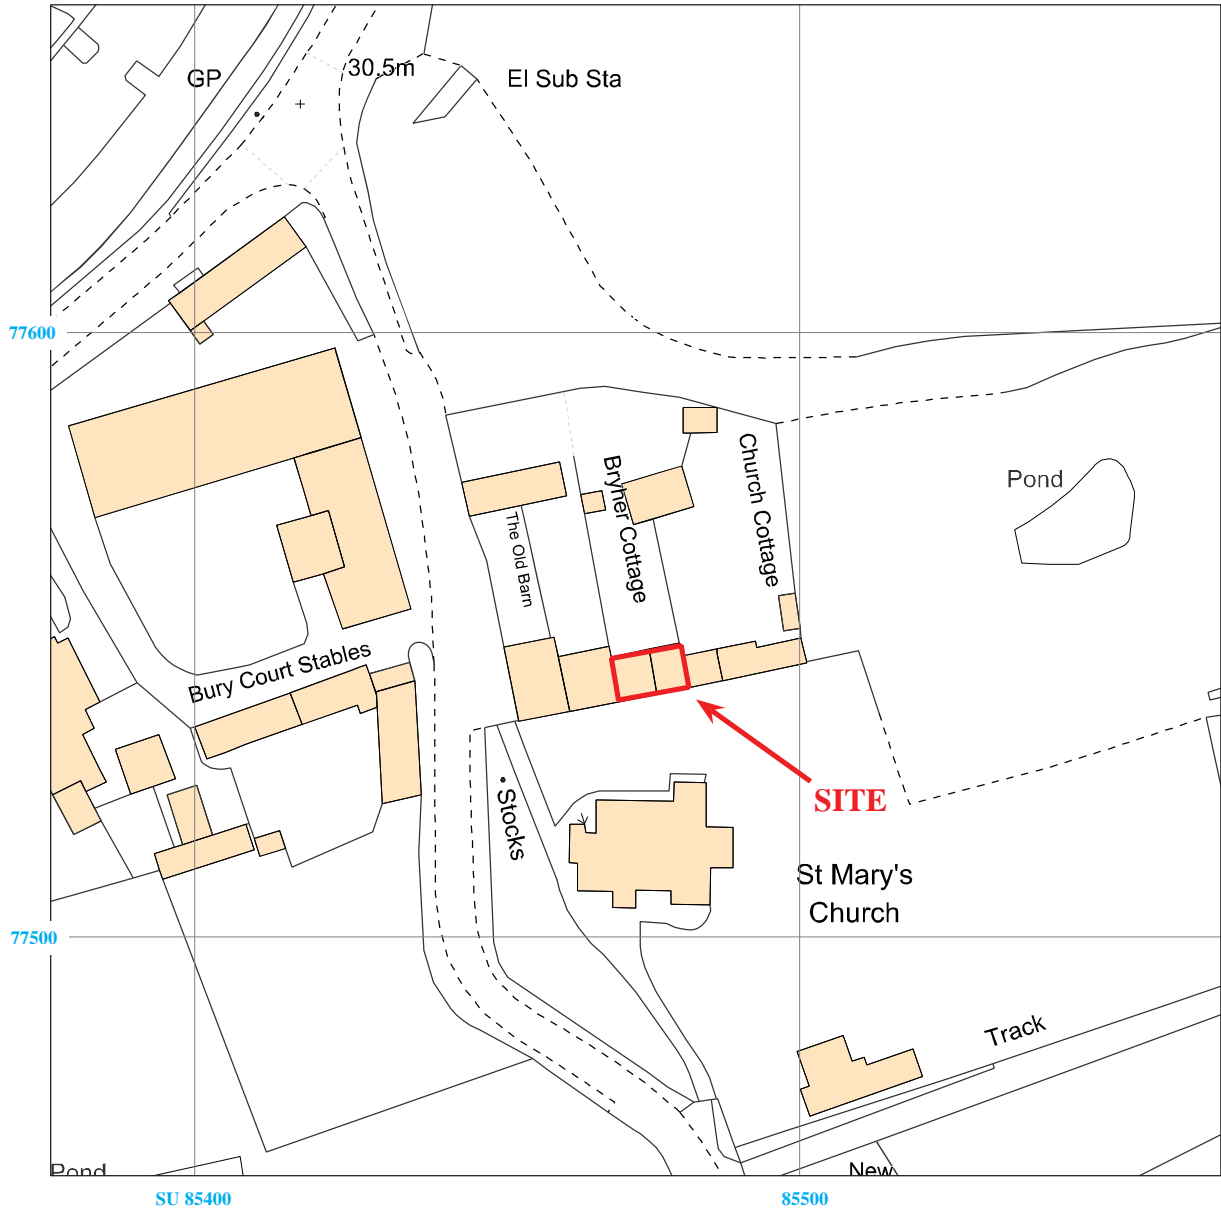 GP
30.5m
El Sub Sta
77600
Bryher Cottage
Church Cottage
Pond
The Old Barn
Bury Court Stables
SITE
Stocks
St Mary's
Church
77500
Track
Pond
New
SU 85400
85500